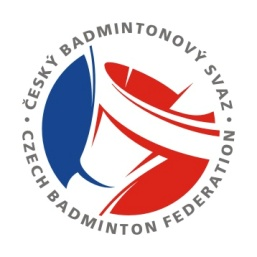 · ČESKÝ BADMINTONOVÝ SVAZ ·
CZECH BADMINTON FEDERATION